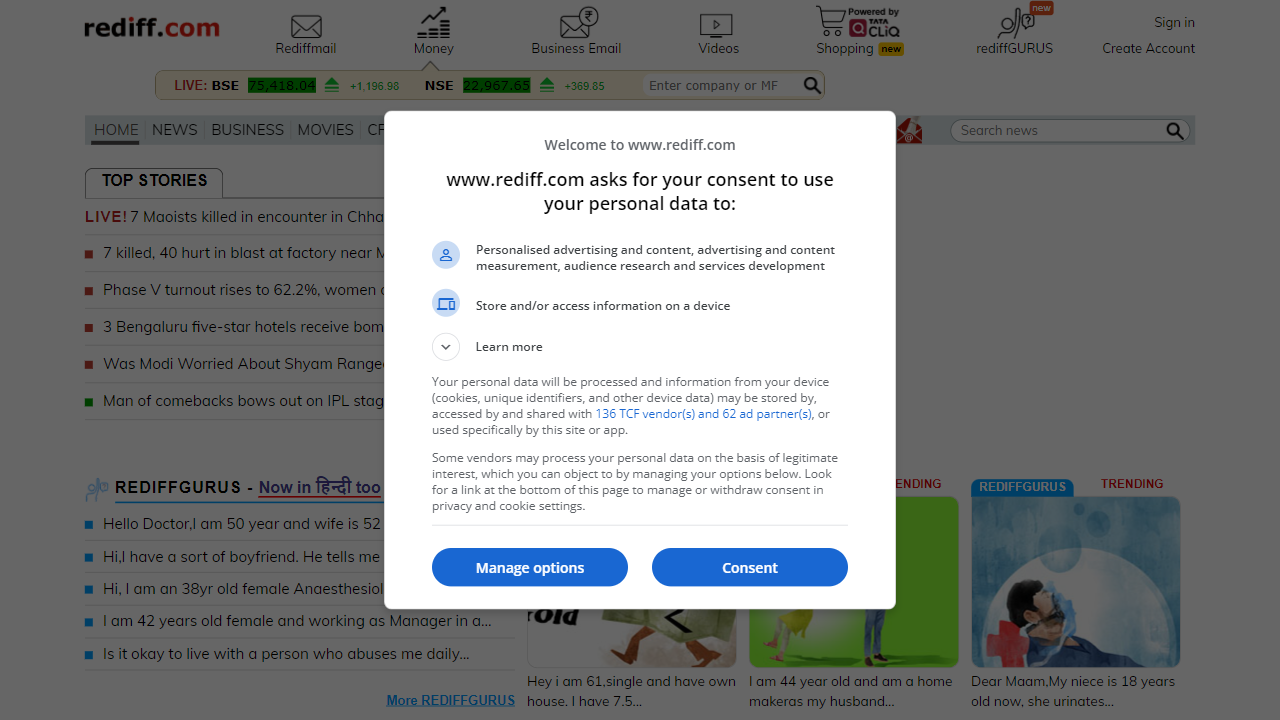 rediff.com
Rediffmail
Money
Business Email
Videos
Powered by
TATA
CLiQ
Shopping new
new
rediffGURUS
Sign in
Create Account
LIVE: BSE 75,418.04 +1,196.98 NSE 22,967.65 +369.85 Enter company or MF
HOME NEWS BUSINESS MOVIES Search news
Welcome to www.rediff.com
www.rediff.com asks for your consent to use
your personal data to:
Personalised advertising and content, advertising and content
measurement, audience research and services development
Store and/or access information on a device
Learn more
Your personal data will be processed and information from your device
(cookies, unique identifiers, and other device data) may be stored by,
accessed by and shared with 136 TCF vendor(s) and 62 ad partner(s), or
used specifically by this site or app.
Some vendors may process your personal data on the basis of legitimate
interest, which you can object to by managing your options below. Look
for a link at the bottom of this page to manage or withdraw consent in
privacy and cookie settings.
Manage options
Consent
TOP STORIES
LIVE! 7 Maoists killed in encounter in Chha
7 killed, 40 hurt in blast at factory near M
Phase V turnout rises to 62.2%, women
3 Bengaluru five-star hotels receive bom
Was Modi Worried About Shyam Range
Man of comebacks bows out on IPL stag
REDIFFGURUS - Now in हिन्दी too
Hello Doctor,I am 50 year and wife is 52
Hi,I have a sort of boyfriend. He tells me
Hi, I am an 38yr old female Anaesthesiol
I am 42 years old female and working as Manager in a...
Is it okay to live with a person who abuses me daily...
More REDIFFGURUS
Hey i am 61,single and have own
house. I have 7.5...
ENDING
I am 44 year old and am a home
makeras my husband...
REDIFFGURUS TRENDING
Dear Maam,My niece is 18 years
old now, she urinates...